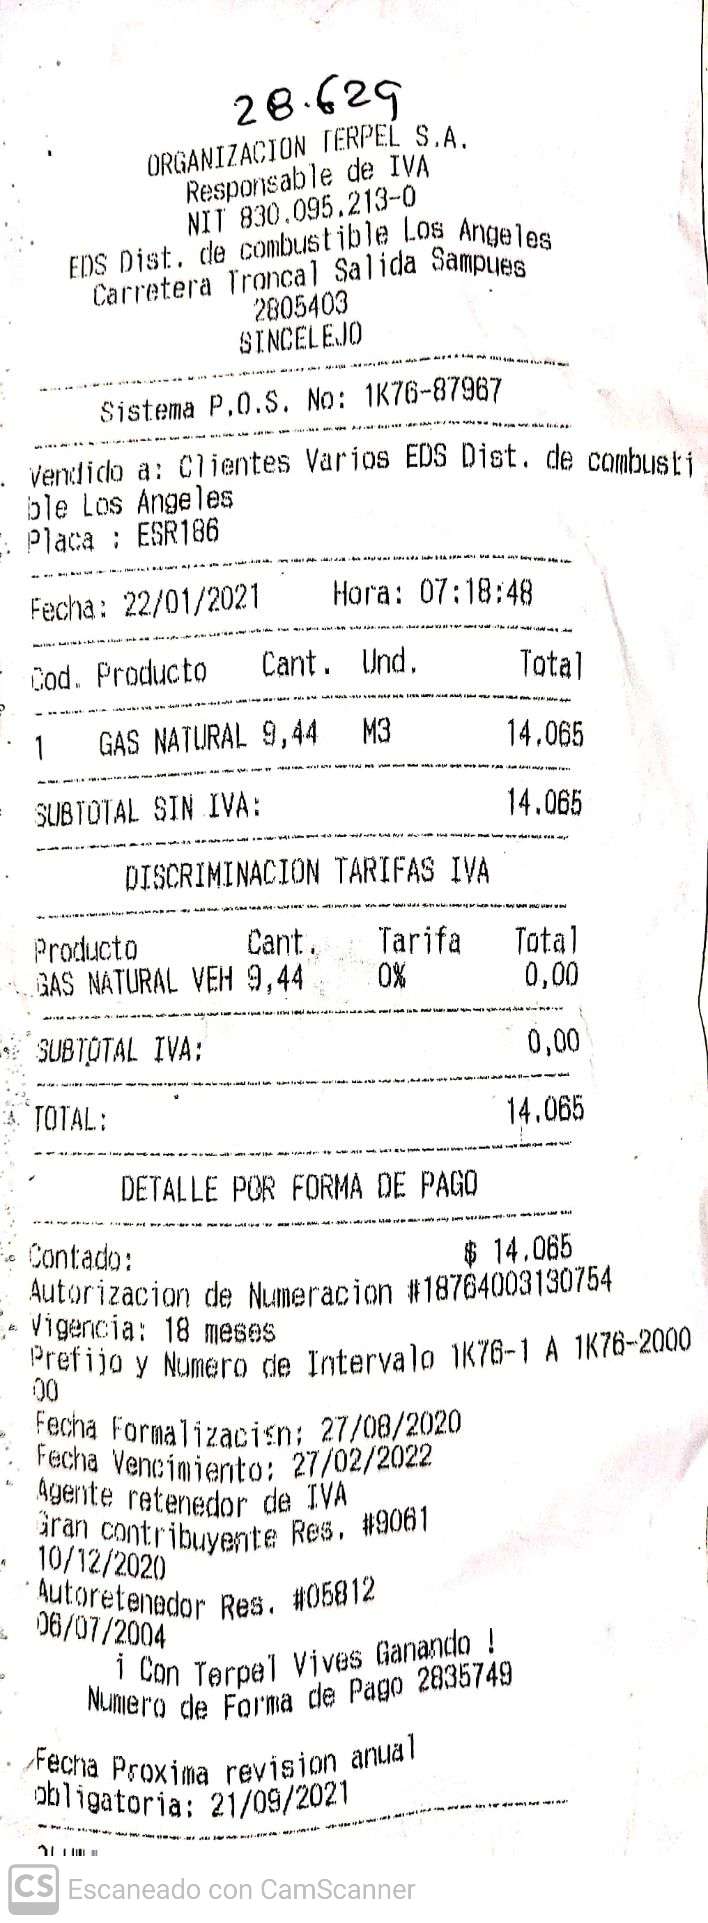 28.629
ORGANIZACION TERPEL S.A.
Responsable de IVA
NIT 830.095.213-0
EDS Dist. de combustible Los Angeles
Carretera Troncal Salida Sampues
2805403
SINCELEJO
Sistema P.O.S. No: 1K76-87967
Vendido a: Clientes Varios EDS Dist. de combusti
ble Los Angeles
Placa : ESR186
Fecha: 22/01/2021 Hora: 07:18:48
Cod. Producto Cant. Und. Total
1 GAS NATURAL 9,44 M3 14.065
SUBTOTAL SIN IVA: 14.065
DISCRIMINACION TARIFAS IVA
Producto Cant. Tarifa Total
GAS NATURAL VEH 9,44 0% 0,00
SUBTOTAL IVA: 0,00
TOTAL: 14.065
DETALLE POR FORMA DE PAGO
Contado: $ 14.065
Autorizacion de Numeracion #18764003130754
Vigencia: 18 meses
Prefijo y Numero de Intervalo 1K76-1 A 1K76-2000
00
Fecha Formalización: 27/08/2020
Fecha Vencimiento: 27/02/2022
Agente retenedor de IVA
Gran contribuyente Res. #9061
10/12/2020
Autoretenedor Res. #05812
06/07/2004
¡ Con Terpel Vives Ganando !
Numero de Forma de Pago 2835749
Fecha Proxima revision anual
obligatoria: 21/09/2021
CS Escaneado con CamScanner